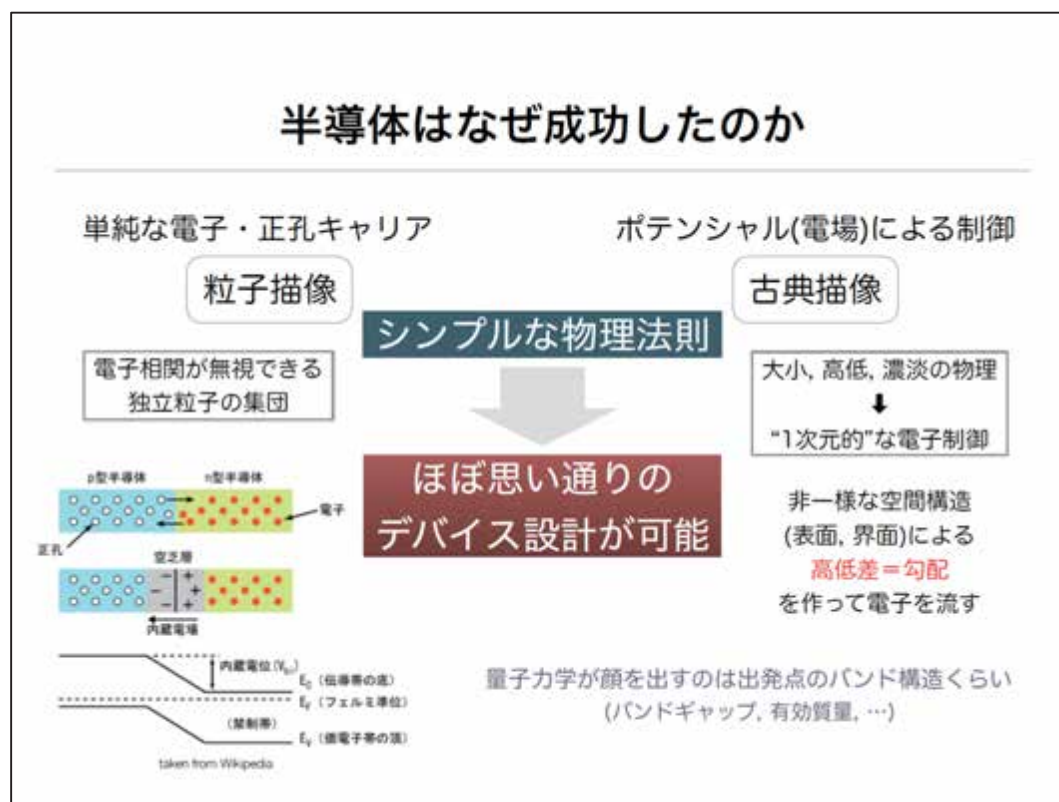 半導体はなぜ成功したのか
単純な電子・正孔キャリア
粒子描像
ポテンシャル(電場)による制御
古典描像
シンプルな物理法則
電子相関が無視できる
独立粒子の集団
大小, 高低, 濃淡の物理
“1次元的”な電子制御
ほぼ思い通りの
デバイス設計が可能
非一様な空間構造
(表面, 界面)による
高低差＝勾配
を作って電子を流す
p型半導体
n型半導体
電子
正孔
空乏層
− +
− +
− +
内蔵電場
内蔵電位
E_C (伝導帯の底)
E_F (フェルミ準位)
(禁制帯)
E_V (価電子帯の頂)
taken from Wikipedia
量子力学が顔を出すのは出発点のバンド構造くらい
(バンドギャップ, 有効質量, …)